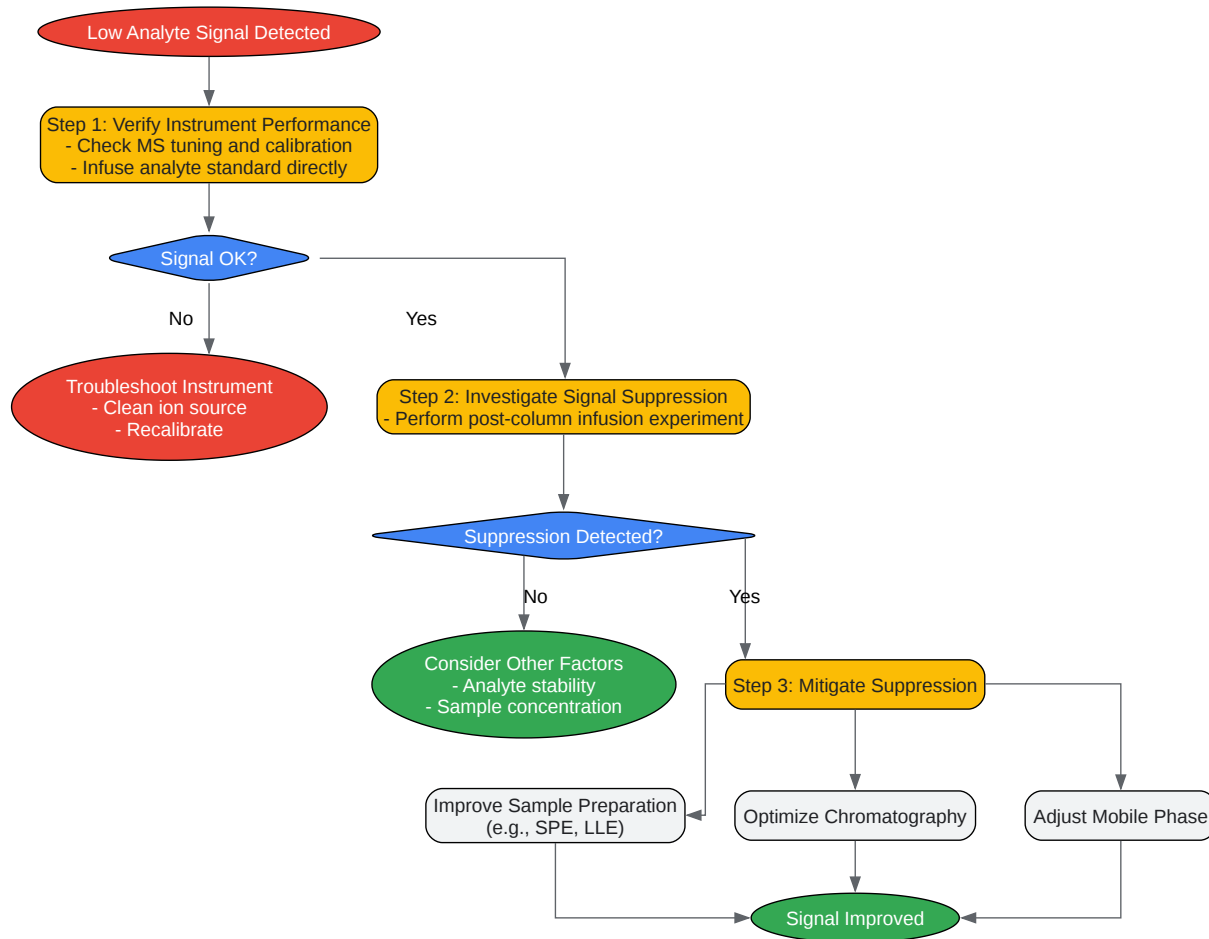 Low Analyte Signal Detected
Step 1: Verify Instrument Performance
- Check MS tuning and calibration
- Infuse analyte standard directly
Signal OK?
No
Yes
Troubleshoot Instrument
- Clean ion source
- Recalibrate
Step 2: Investigate Signal Suppression
- Perform post-column infusion experiment
Suppression Detected?
No
Yes
Consider Other Factors
- Analyte stability
- Sample concentration
Step 3: Mitigate Suppression
Improve Sample Preparation
(e.g., SPE, LLE)
Optimize Chromatography
Adjust Mobile Phase
Signal Improved